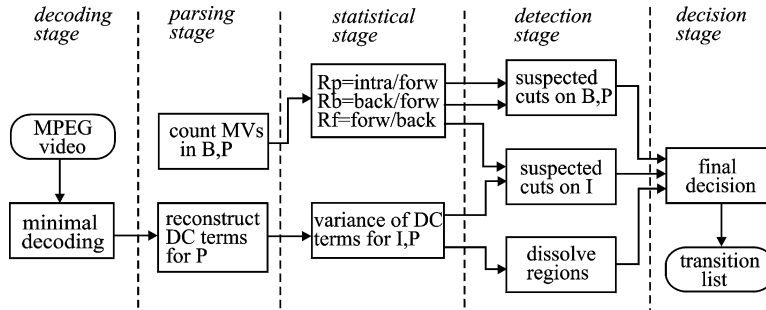 decoding
stage
parsing
stage
statistical
stage
detection
stage
decision
stage
MPEG
video
minimal
decoding
count MVs
in B,P
reconstruct
DC terms
for P
Rp=intra/forw
Rb=back/forw
Rf=forw/back
variance of DC
terms for I,P
suspected
cuts on B,P
suspected
cuts on I
dissolve
regions
final
decision
transition
list